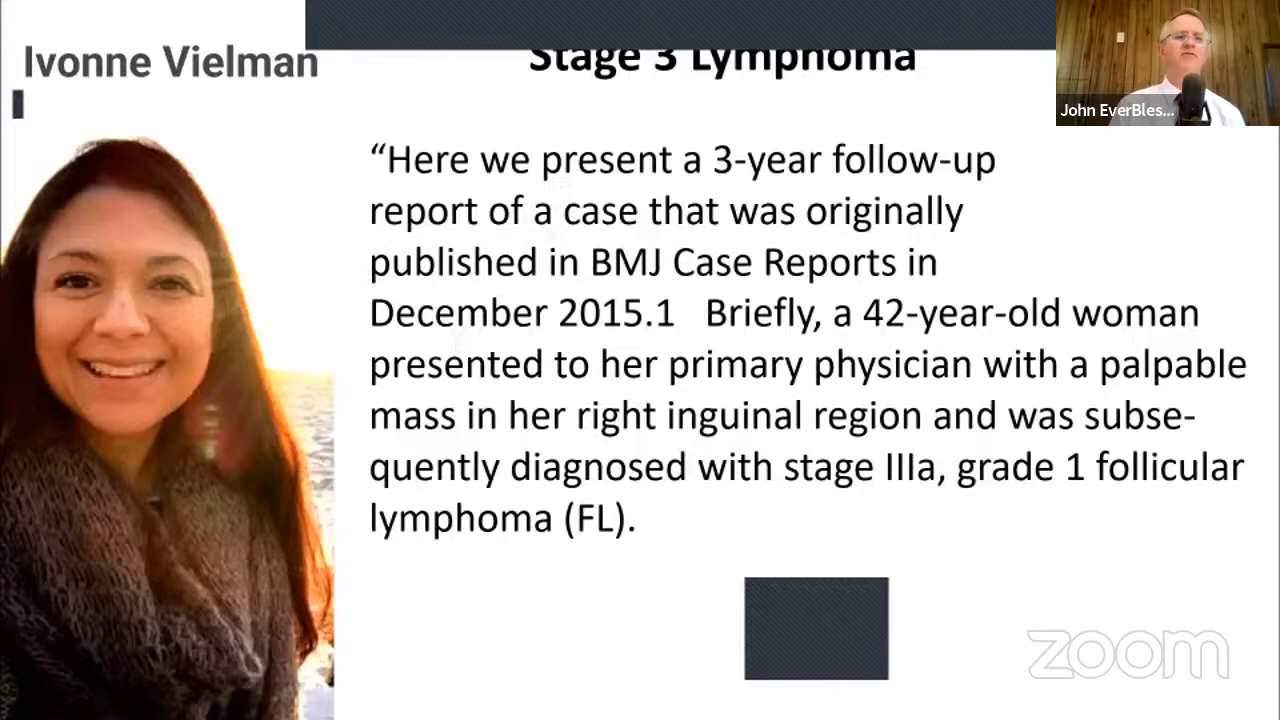 Ivonne Vielman
Stage 3 Lymphoma
John EverBles...
“Here we present a 3-year follow-up
report of a case that was originally
published in BMJ Case Reports in
December 2015.1 Briefly, a 42-year-old woman
presented to her primary physician with a palpable
mass in her right inguinal region and was subse-
quently diagnosed with stage IIIa, grade 1 follicular
lymphoma (FL).
zoom